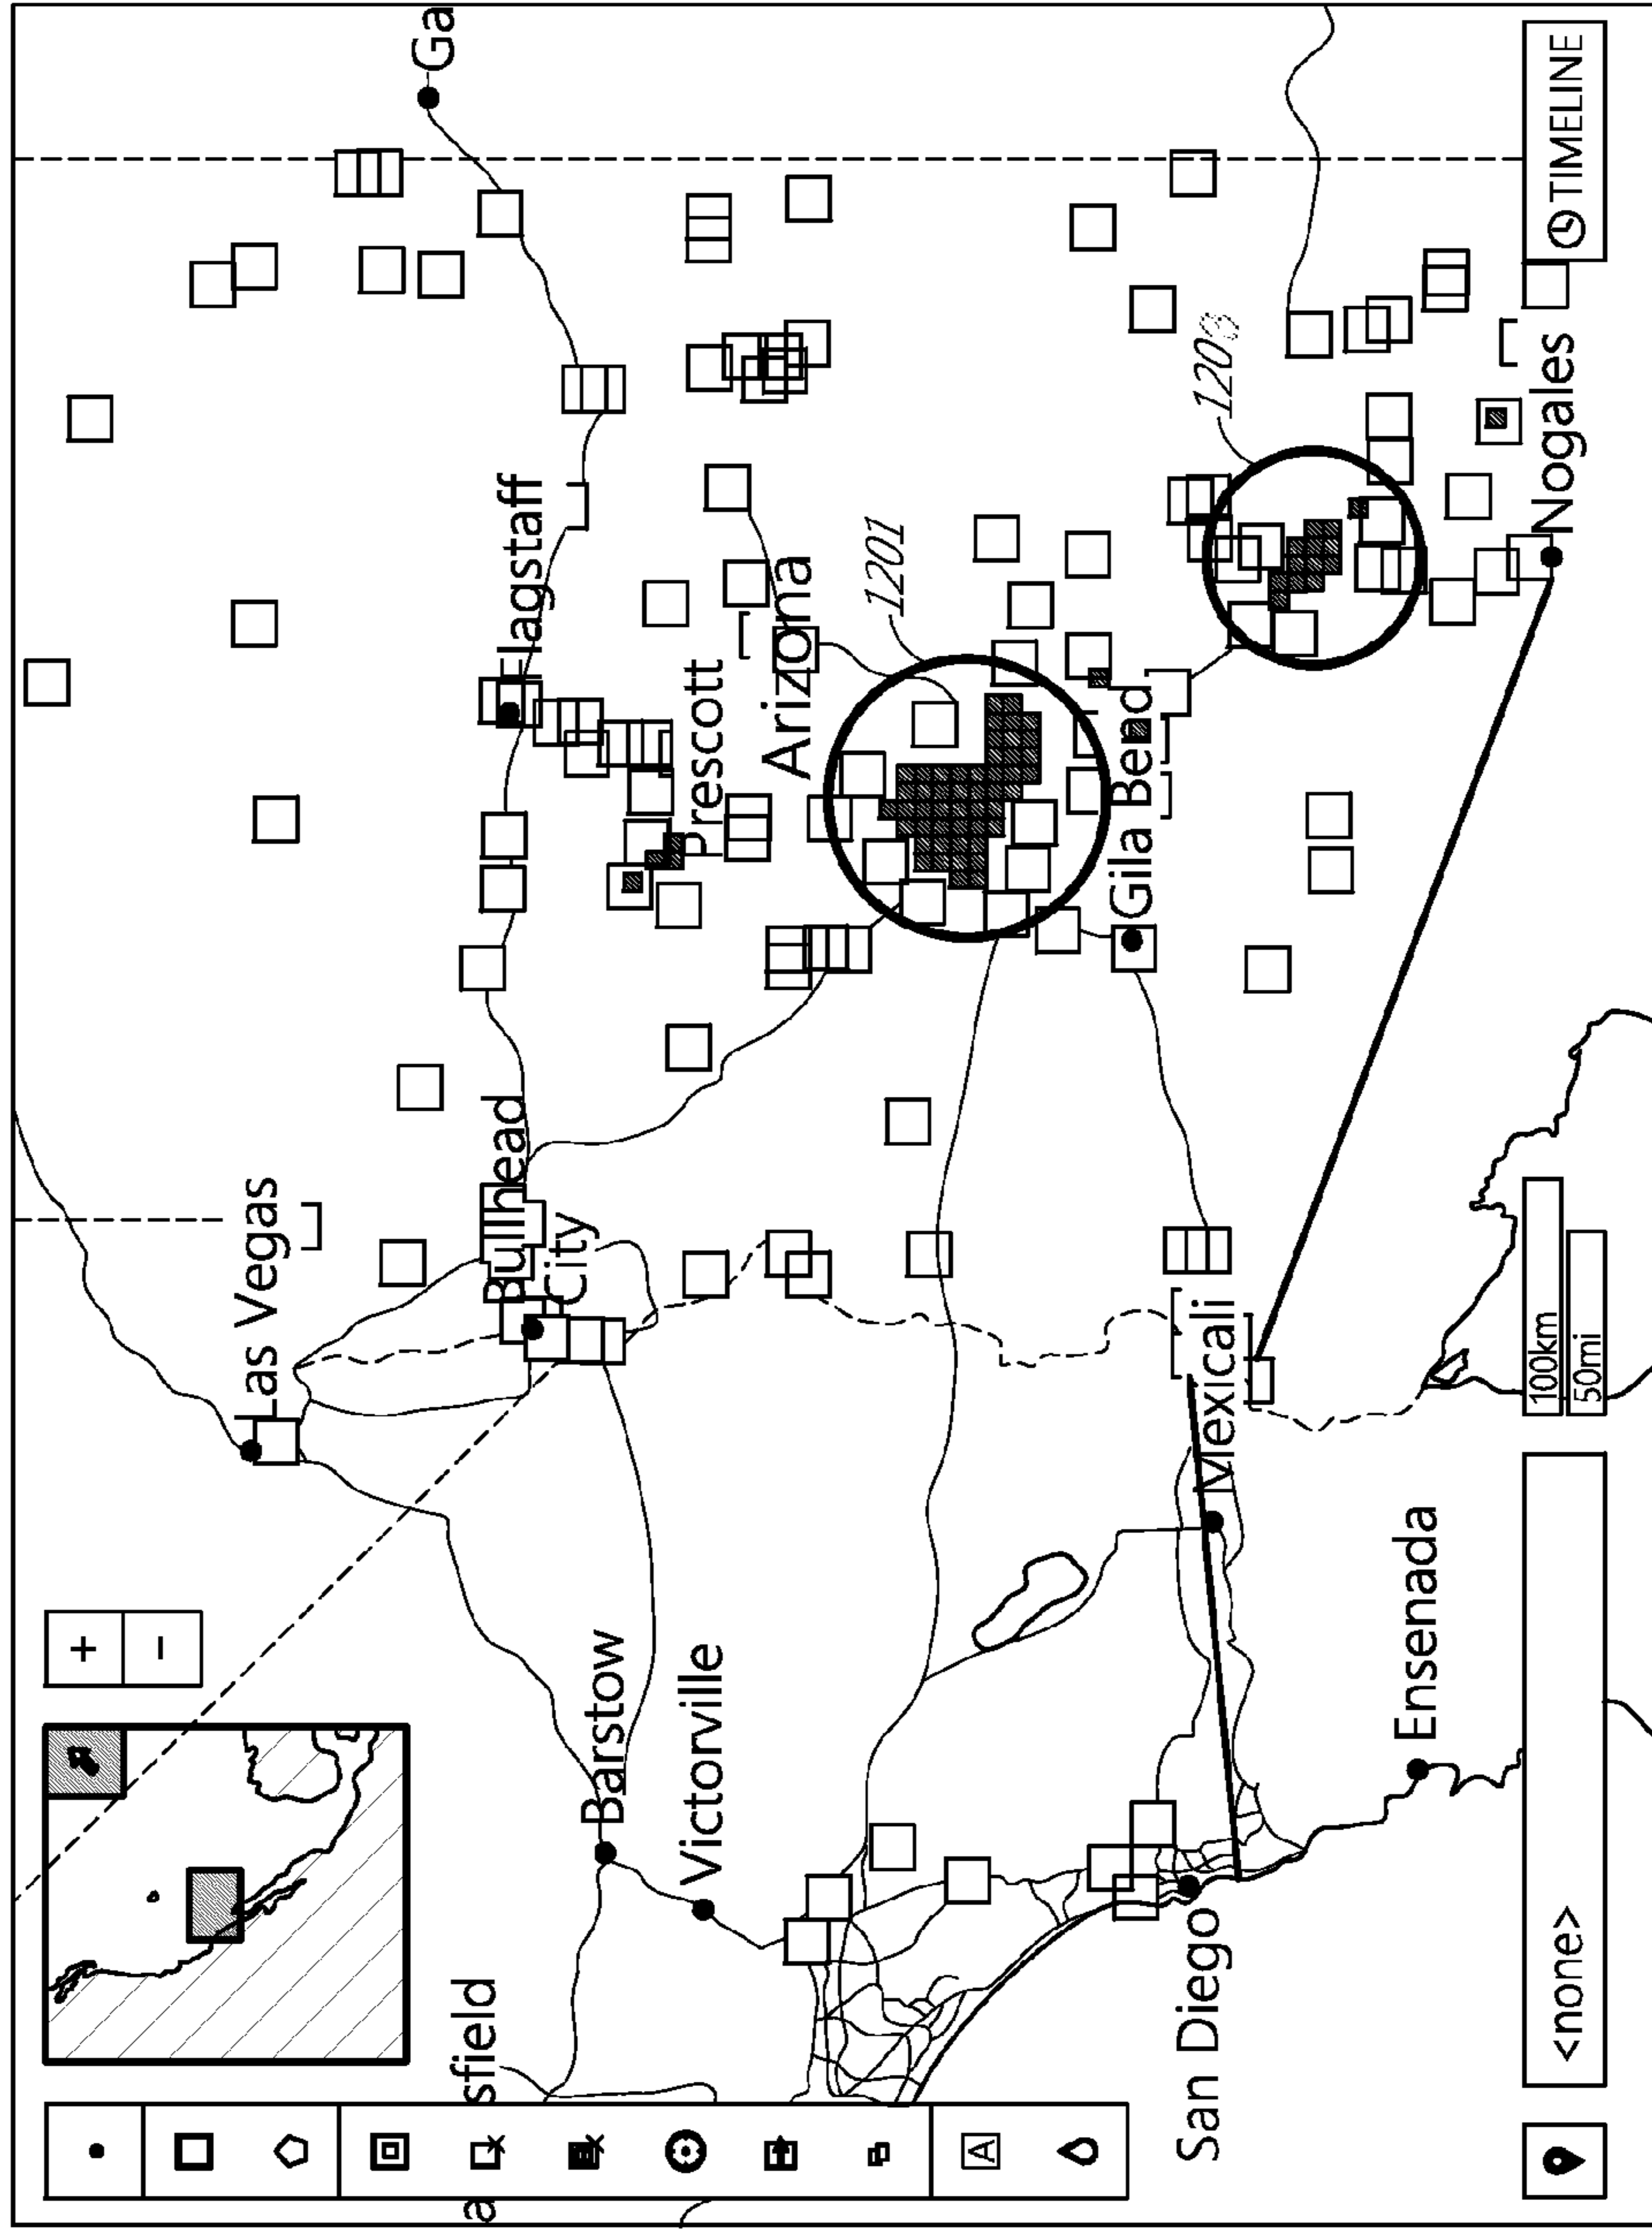 +
−
Las Vegas
Ga
Flagstaff
Bullhead
City
sfield
Barstow
Prescott
Victorville
Arizona
1201
Gila Bend
Mexicali
San Diego
Ensenada
Nogales
A
100km
50mi
<none>
TIMELINE